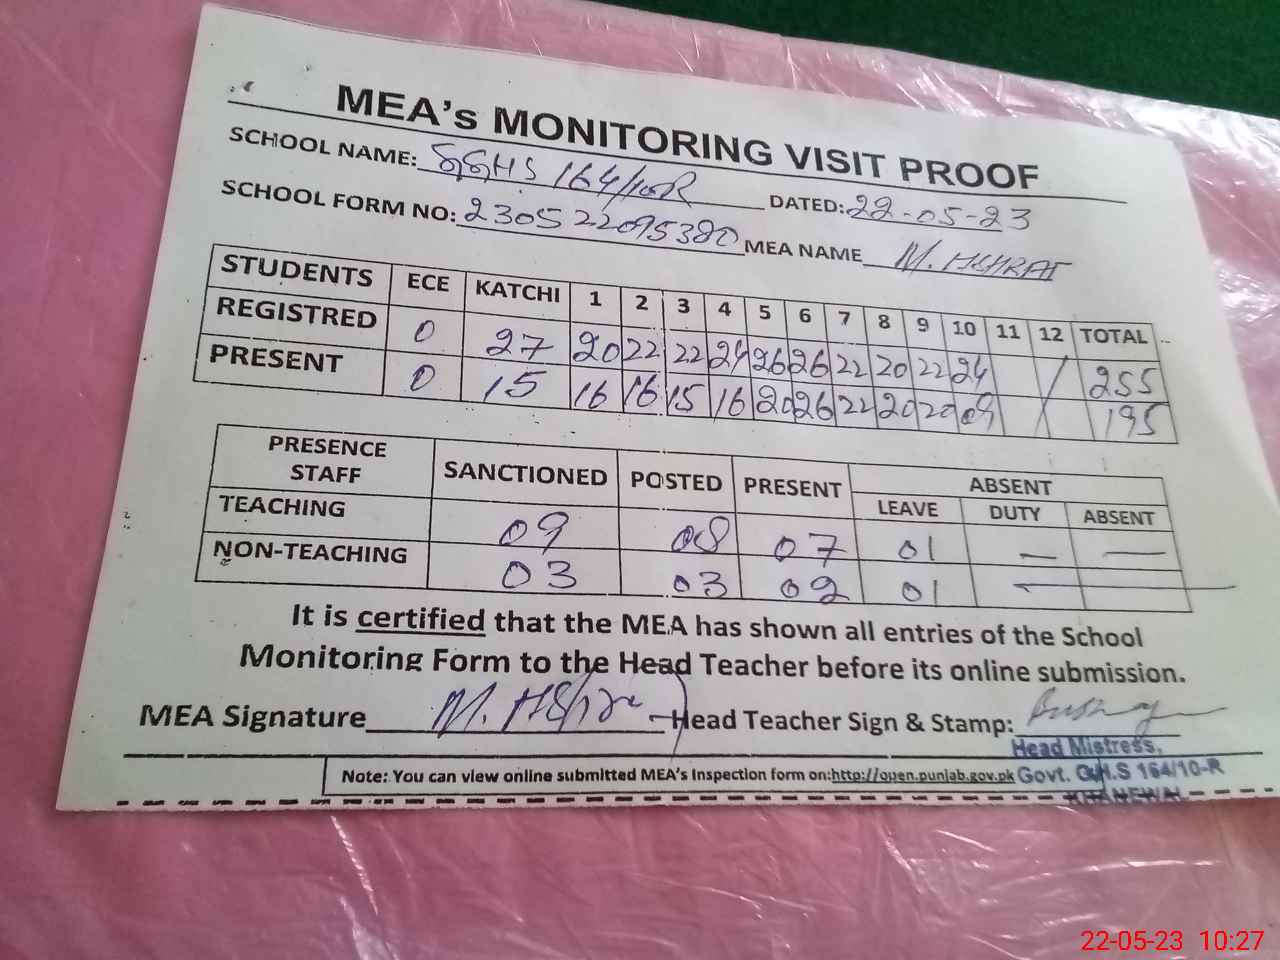 MEA's MONITORING VISIT PROOF
SCHOOL NAME: GGHS 164/10R DATED: 22-05-23
SCHOOL FORM NO: 230522095380 MEA NAME M. HSHRAT
STUDENTS ECE KATCHI 1 2 3 4 5 6 7 8 9 10 11 12 TOTAL
REGISTRED 0 27 20 22 22 24 26 26 22 20 22 24 / 255
PRESENT 0 15 16 16 15 16 20 26 22 20 20 09 / 195
PRESENCE STAFF SANCTIONED POSTED PRESENT ABSENT
LEAVE DUTY ABSENT
TEACHING 09 08 07 01 — —
NON-TEACHING 03 03 02 01 —
It is certified that the MEA has shown all entries of the School
Monitoring Form to the Head Teacher before its online submission.
MEA Signature Head Teacher Sign & Stamp:
Head Mistress,
Note: You can view online submitted MEA's Inspection form on:http://open.punjab.gov.pk Govt. G.H.S 164/10-R
KHANEWAL
22-05-23 10:27